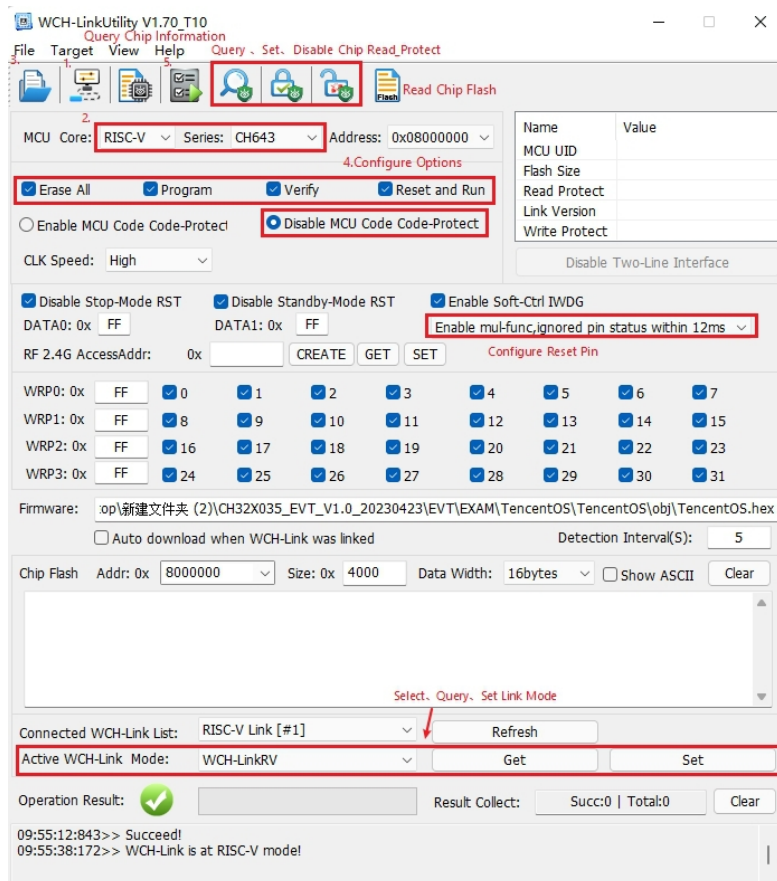 WCH-LinkUtility V1.70_T10
Query Chip Information
File Target View Help Query 、Set、Disable Chip Read_Protect
3. 1. 5.
Flash Read Chip Flash
2.
MCU Core: RISC-V Series: CH643 Address: 0x08000000
4.Configure Options
Erase All Program Verify Reset and Run
Enable MCU Code Code-Protect Disable MCU Code Code-Protect
CLK Speed: High
Name Value
MCU UID
Flash Size
Read Protect
Link Version
Write Protect
Disable Two-Line Interface
Disable Stop-Mode RST Disable Standby-Mode RST Enable Soft-Ctrl IWDG
DATA0: 0x FF DATA1: 0x FF Enable mul-func,ignored pin status within 12ms
RF 2.4G AccessAddr: 0x CREATE GET SET Configure Reset Pin
WRP0: 0x FF 0 1 2 3 4 5 6 7
WRP1: 0x FF 8 9 10 11 12 13 14 15
WRP2: 0x FF 16 17 18 19 20 21 22 23
WRP3: 0x FF 24 25 26 27 28 29 30 31
Firmware: :op\新建文件夹 (2)\CH32X035_EVT_V1.0_20230423\EVT\EXAM\TencentOS\TencentOS\obj\TencentOS.hex
Auto download when WCH-Link was linked Detection Interval(S): 5
Chip Flash Addr: 0x 8000000 Size: 0x 4000 Data Width: 16bytes Show ASCII Clear
Select、Query、Set Link Mode
Connected WCH-Link List: RISC-V Link [#1] Refresh
Active WCH-Link Mode: WCH-LinkRV Get Set
Operation Result: Result Collect: Succ:0 | Total:0 Clear
09:55:12:843>> Succeed!
09:55:38:172>> WCH-Link is at RISC-V mode!